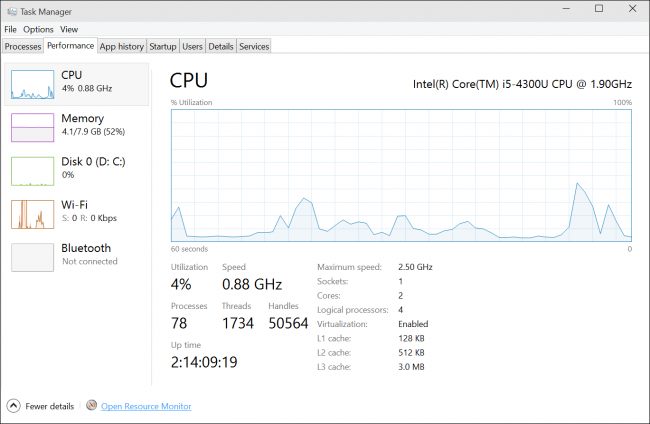 Task Manager
File Options View
Processes Performance App history Startup Users Details Services
CPU
4% 0.88 GHz
Memory
4.1/7.9 GB (52%)
Disk 0 (D: C:)
0%
Wi-Fi
S: 0 R: 0 Kbps
Bluetooth
Not connected
CPU Intel(R) Core(TM) i5-4300U CPU @ 1.90GHz
% Utilization 100%
60 seconds 0
Utilization Speed
4% 0.88 GHz
Processes Threads Handles
78 1734 50564
Up time
2:14:09:19
Maximum speed: 2.50 GHz
Sockets: 1
Cores: 2
Logical processors: 4
Virtualization: Enabled
L1 cache: 128 KB
L2 cache: 512 KB
L3 cache: 3.0 MB
Fewer details Open Resource Monitor